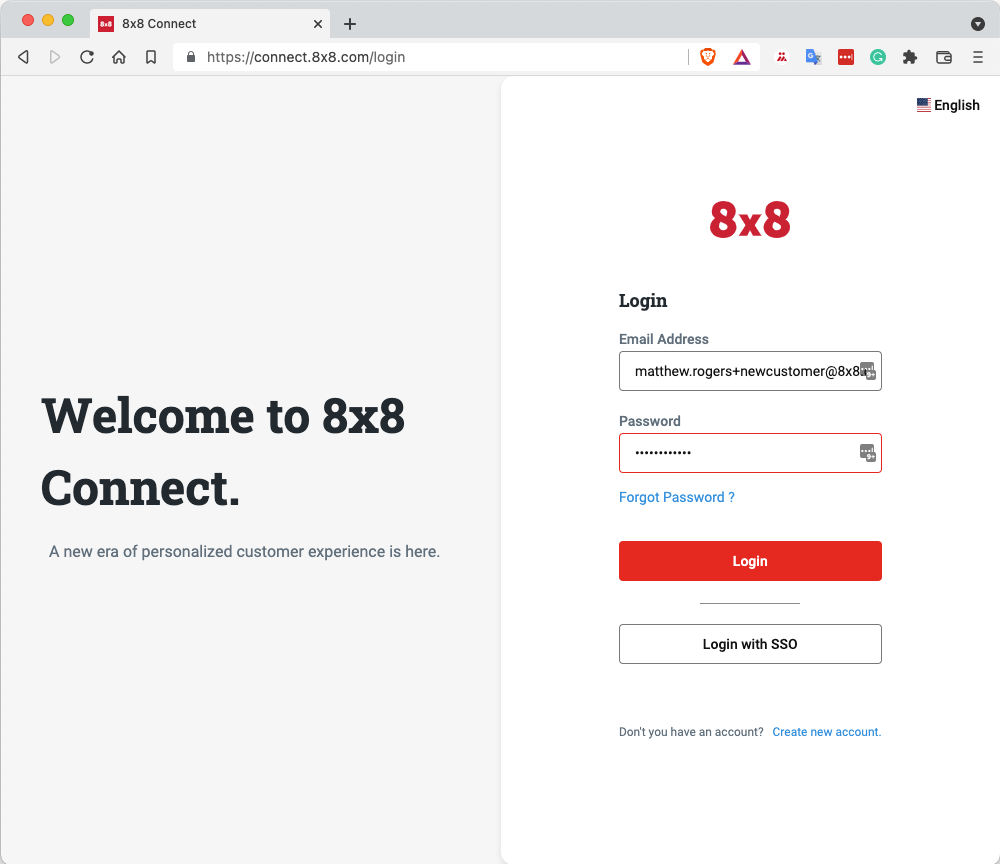 8x8 Connect
https://connect.8x8.com/login
English
8x8
Login
Email Address
matthew.rogers+newcustomer@8x8
Password
••••••••••••
Forgot Password ?
Login
Login with SSO
Don't you have an account? Create new account.
Welcome to 8x8
Connect.
A new era of personalized customer experience is here.